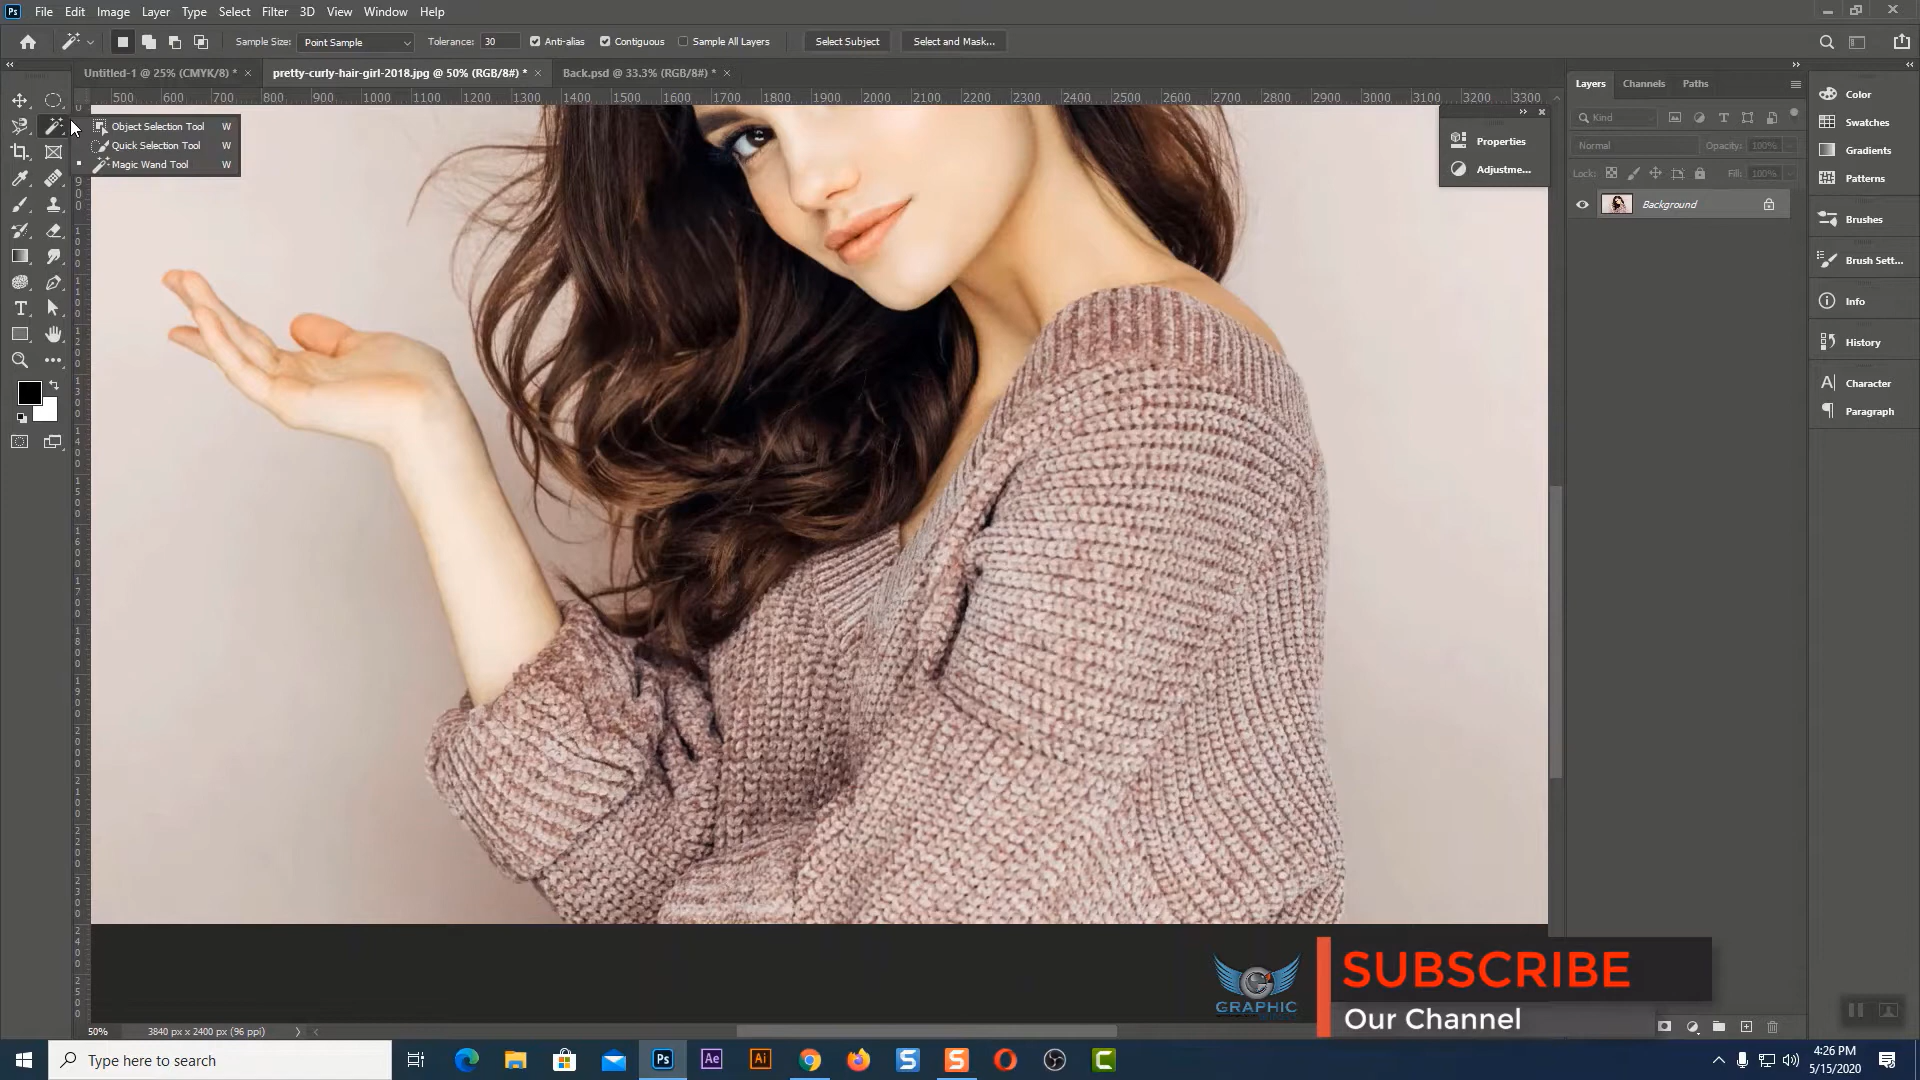 Ps File Edit Image Layer Type Select Filter 3D View Window Help
Sample Size: Point Sample Tolerance: 30 Anti-alias Contiguous Sample All Layers Select Subject Select and Mask...
Untitled-1 @ 25% (CMYK/8) * × pretty-curly-hair-girl-2018.jpg @ 50% (RGB/8#) * × Back.psd @ 33.3% (RGB/8#) * ×
500 600 700 800 900 1000 1100 1200 1300 1400 1500 1600 1700 1800 1900 2000 2100 2200 2300 2400 2500 2600 2700 2800 2900 3000 3100 3200 3300
Object Selection Tool W
Quick Selection Tool W
Magic Wand Tool W
Properties
Adjustme...
Layers Channels Paths
Kind
Normal Opacity: 100%
Lock: Fill: 100%
Background
Color
Swatches
Gradients
Patterns
Brushes
Brush Sett...
Info
History
Character
Paragraph
GRAPHIC
SUBSCRIBE
Our Channel
50% 3840 px x 2400 px (96 ppi)
Type here to search
Ps Ae Ai
4:26 PM
5/15/2020